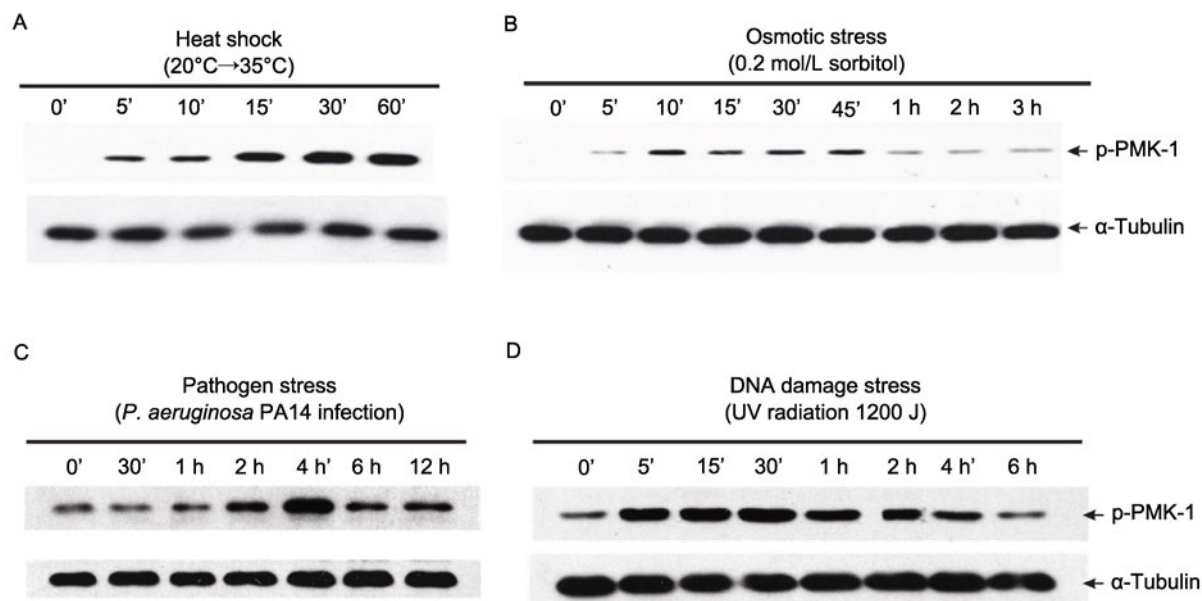 A
Heat shock
(20°C→35°C)
0' 5' 10' 15' 30' 60'
B
Osmotic stress
(0.2 mol/L sorbitol)
0' 5' 10' 15' 30' 45' 1 h 2 h 3 h
p-PMK-1
α-Tubulin
C
Pathogen stress
(P. aeruginosa PA14 infection)
0' 30' 1 h 2 h 4 h' 6 h 12 h
D
DNA damage stress
(UV radiation 1200 J)
0' 5' 15' 30' 1 h 2 h 4 h' 6 h
p-PMK-1
α-Tubulin